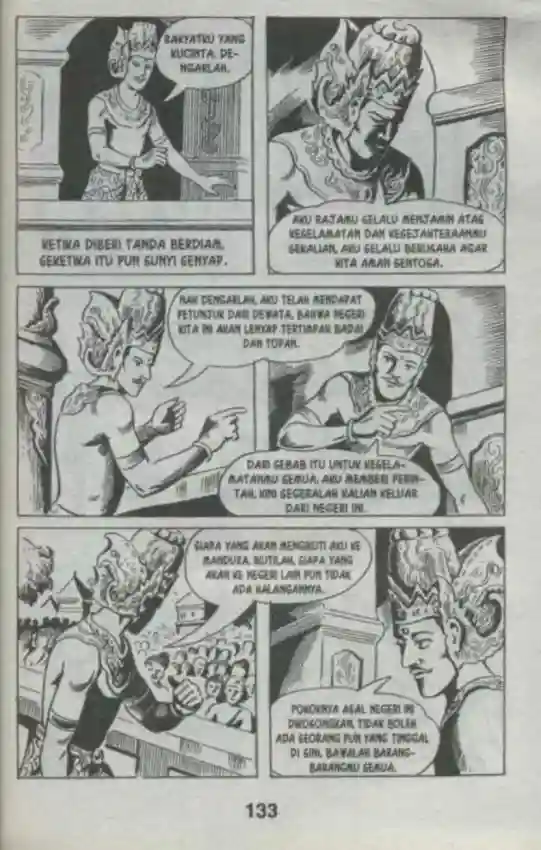 RAKYATKU YANG
KUCINTA, DE-
NGARLAH.
KETIKA DIBERI TANDA BERDIAM,
SEKETIKA ITU PUN SUNYI SENYAP.
AKU RAJAMU SELALU MENJAMIN ATAS
KESELAMATAN DAN KESEJAHTERAANMU
SEKALIAN, AKU SELALU BERUSAHA AGAR
KITA AMAN SENTOSA.
NAH DENGARLAH, AKU TELAH MENDAPAT
PETUNJUK DARI DEWATA, BAHWA NEGERI
KITA INI AKAN LENYAP TERTIMPAH BADAI
DAN TOPAN.
DARI SEBAB ITU UNTUK KESELA-
MATANMU SEMUA, AKU MEMBERI PERIN-
TAH, KINI SEGERALAH KALIAN KELUAR
DARI NEGERI INI.
SIAPA YANG AKAN MENGIKUTI AKU KE
MANDURA, IKUTILAH, SIAPA YANG
AKAN KE NEGERI LAIN PUN TIDAK
ADA HALANGANNYA.
POKOKNYA ASAL NEGERI INI
DIKOSONGKAN, TIDAK BOLEH
ADA SEORANG PUN YANG TINGGAL
DI SINI, BAWALAH BARANG-
BARANGMU SEMUA.
133